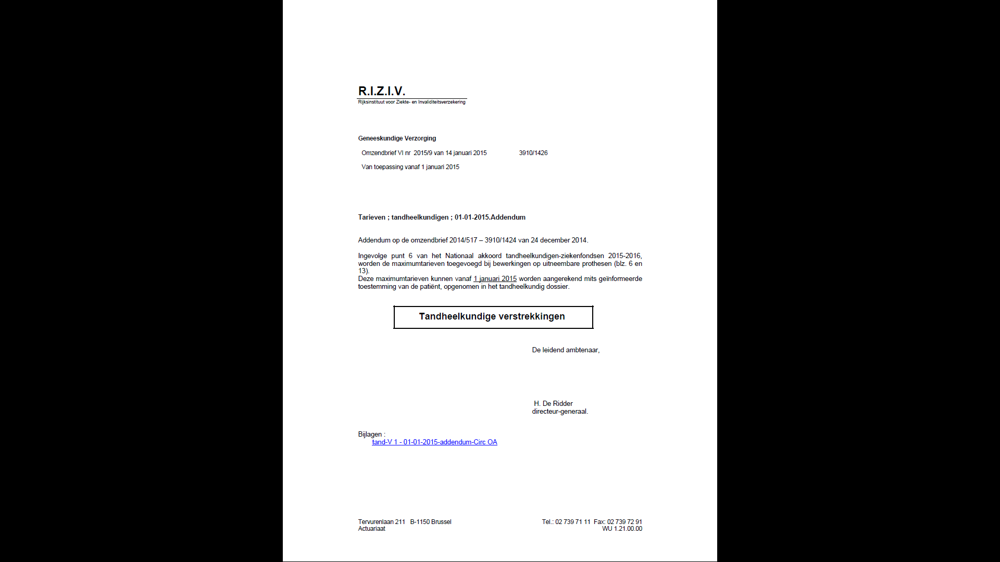 R.I.Z.I.V.
Rijksinstituut voor Ziekte- en Invaliditeitsverzekering
Geneeskundige Verzorging
Omzendbrief VI nr 2015/9 van 14 januari 2015 3910/1426
Van toepassing vanaf 1 januari 2015
Tarieven ; tandheelkundigen ; 01-01-2015.Addendum
Addendum op de omzendbrief 2014/517 – 3910/1424 van 24 december 2014.
Ingevolge punt 6 van het Nationaal akkoord tandheelkundigen-ziekenfondsen 2015-2016,
worden de maximumtarieven toegevoegd bij bewerkingen op uitneembare prothesen (blz. 6 en
13).
Deze maximumtarieven kunnen vanaf 1 januari 2015 worden aangerekend mits geïnformeerde
toestemming van de patiënt, opgenomen in het tandheelkundig dossier.
Tandheelkundige verstrekkingen
De leidend ambtenaar,
H. De Ridder
directeur-generaal.
Bijlagen :
tand-V 1 - 01-01-2015-addendum-Circ OA
Tervurenlaan 211 B-1150 Brussel Tel.: 02 739 71 11 Fax: 02 739 72 91
Actuariaat WU 1.21.00.00